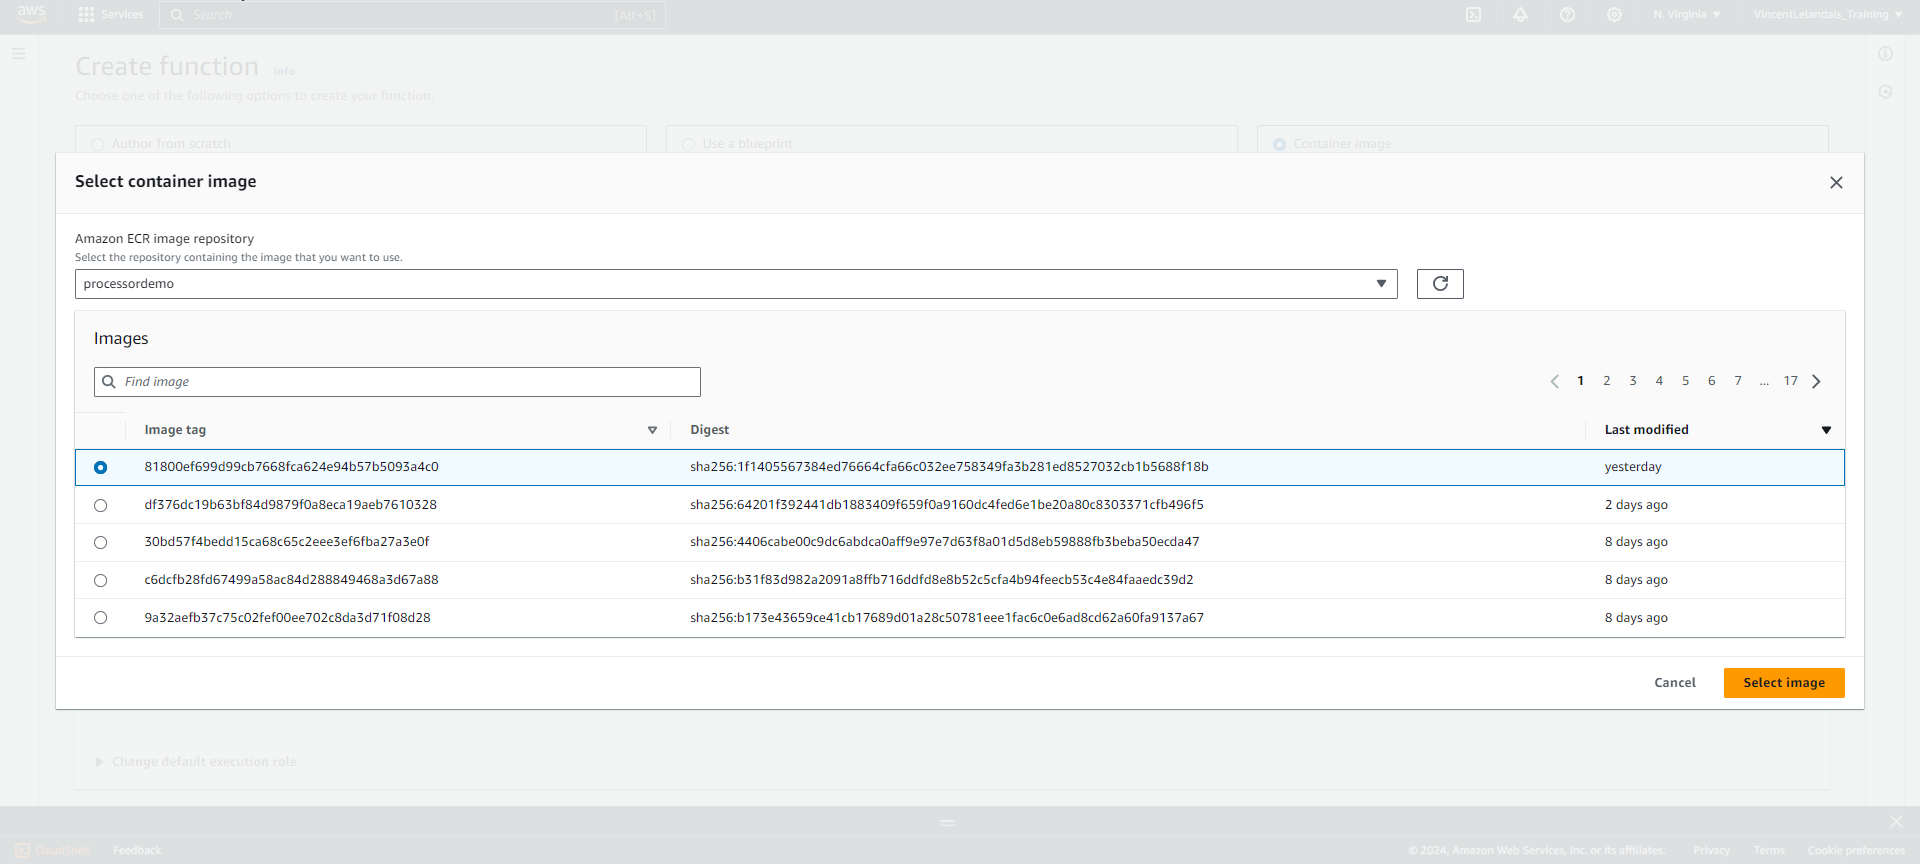 aws
Services
Search
[Alt+S]
N. Virginia
VincentLelandais_Training
Create function
Info
Choose one of the following options to create your function.
Author from scratch
Use a blueprint
Container image
Select container image
Amazon ECR image repository
Select the repository containing the image that you want to use.
processordemo
Images
Find image
1 2 3 4 5 6 7 ... 17
Image tag Digest Last modified
81800ef699d99cb7668fca624e94b57b5093a4c0 sha256:1f1405567384ed76664cfa66c032ee758349fa3b281ed8527032cb1b5688f18b yesterday
df376dc19b63bf84d9879f0a8eca19aeb7610328 sha256:64201f392441db1883409f659f0a9160dc4fed6e1be20a80c8303371cfb496f5 2 days ago
30bd57f4bedd15ca68c65c2eee3ef6fba27a3e0f sha256:4406cabe00c9dc6abdca0aff9e97e7d63f8a01d5d8eb59888fb3beba50ecda47 8 days ago
c6dcfb28fd67499a58ac84d288849468a3d67a88 sha256:b31f83d982a2091a8ffb716ddfd8e8b52c5cfa4b94feecb53c4e84faaedc39d2 8 days ago
9a32aefb37c75c02fef00ee702c8da3d71f08d28 sha256:b173e43659ce41cb17689d01a28c50781eee1fac6c0e6ad8cd62a60fa9137a67 8 days ago
Cancel
Select image
Change default execution role
CloudShell
Feedback
© 2024, Amazon Web Services, Inc. or its affiliates.
Privacy
Terms
Cookie preferences